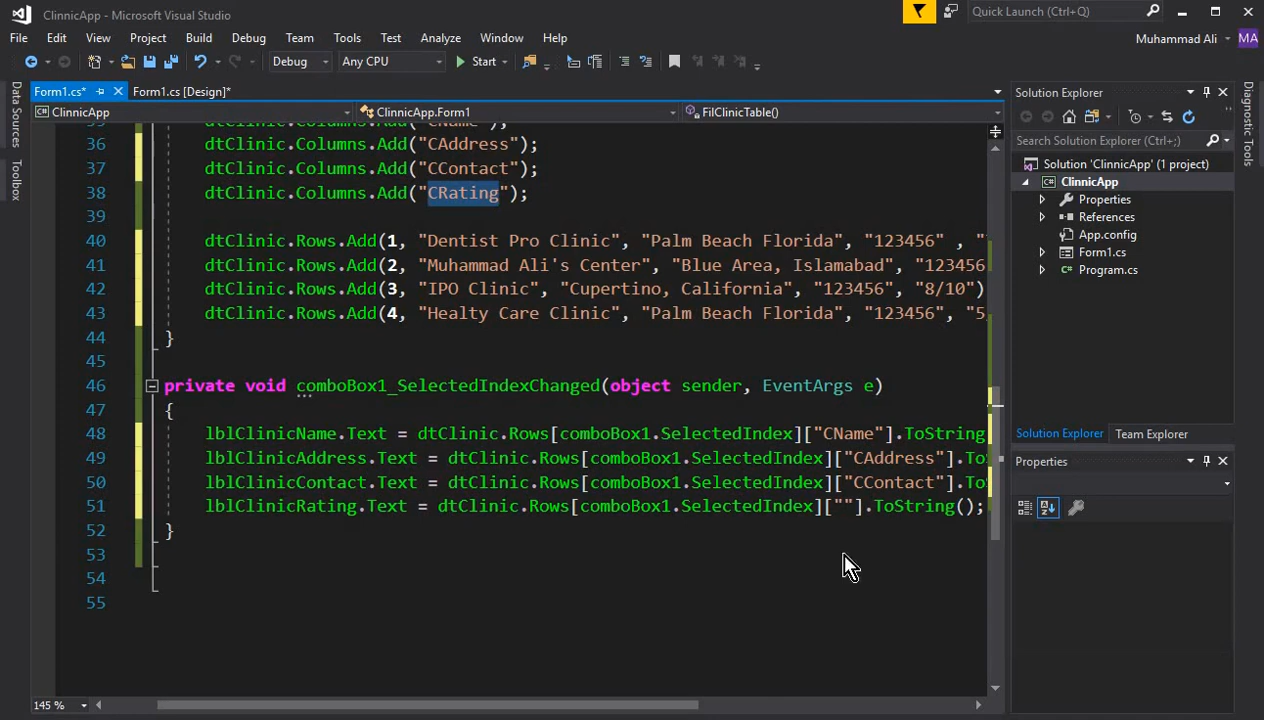 ClinnicApp - Microsoft Visual Studio
Quick Launch (Ctrl+Q)
File Edit View Project Build Debug Team Tools Test Analyze Window Help
Muhammad Ali MA
Debug Any CPU Start
Form1.cs* Form1.cs [Design]*
ClinnicApp ClinnicApp.Form1 FilClinicTable()
Data Sources
Toolbox
36 dtClinic.Columns.Add("CAddress");
37 dtClinic.Columns.Add("CContact");
38 dtClinic.Columns.Add("CRating");
39
40 dtClinic.Rows.Add(1, "Dentist Pro Clinic", "Palm Beach Florida", "123456" , "
41 dtClinic.Rows.Add(2, "Muhammad Ali's Center", "Blue Area, Islamabad", "123456
42 dtClinic.Rows.Add(3, "IPO Clinic", "Cupertino, California", "123456", "8/10")
43 dtClinic.Rows.Add(4, "Healty Care Clinic", "Palm Beach Florida", "123456", "5
44 }
45
46 private void comboBox1_SelectedIndexChanged(object sender, EventArgs e)
47 {
48 lblClinicName.Text = dtClinic.Rows[comboBox1.SelectedIndex]["CName"].ToString
49 lblClinicAddress.Text = dtClinic.Rows[comboBox1.SelectedIndex]["CAddress"].ToS
50 lblClinicContact.Text = dtClinic.Rows[comboBox1.SelectedIndex]["CContact"].ToS
51 lblClinicRating.Text = dtClinic.Rows[comboBox1.SelectedIndex][""].ToString();
52 }
53
54
55
145 %
Solution Explorer
Search Solution Explorer (
Solution 'ClinnicApp' (1 project)
ClinnicApp
Properties
References
App.config
Form1.cs
Program.cs
Solution Explorer Team Explorer
Properties
Diagnostic Tools